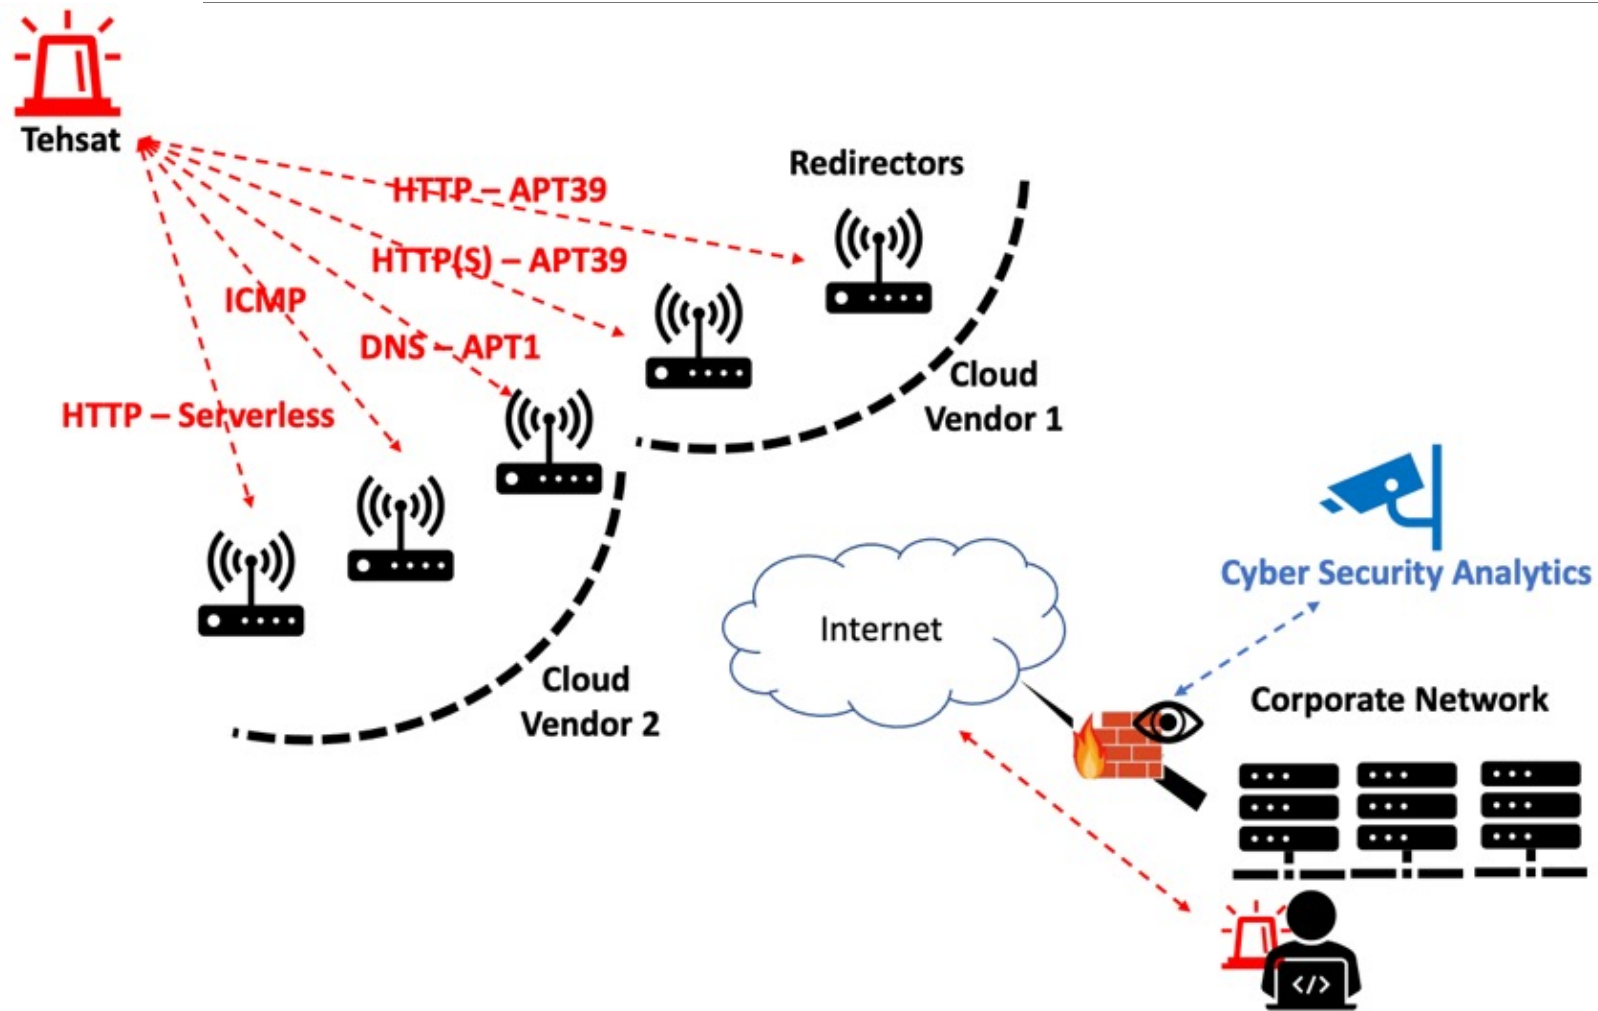 Tehsat
Redirectors
HTTP – APT39
HTTP(S) – APT39
ICMP
DNS – APT1
HTTP – Serverless
Cloud
Vendor 1
Cloud
Vendor 2
Internet
Cyber Security Analytics
Corporate Network
</>